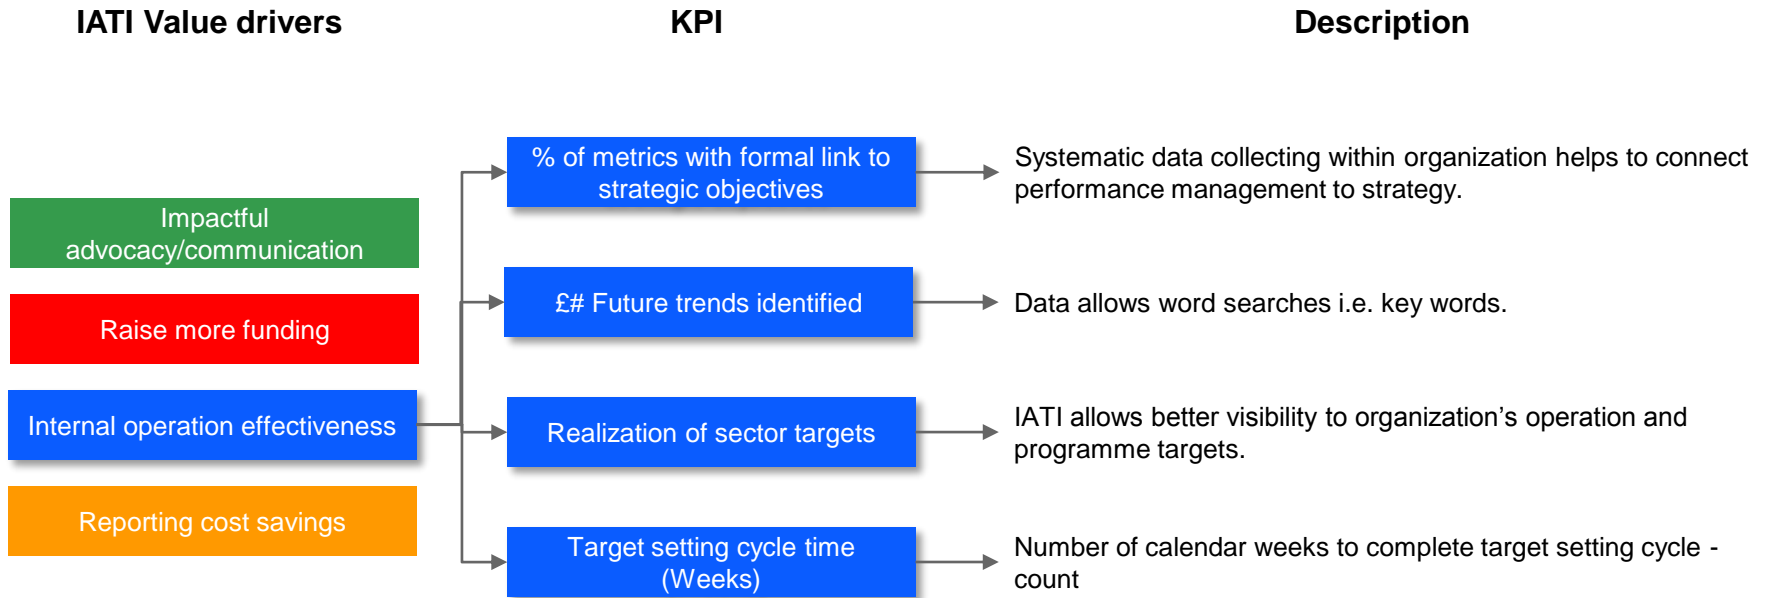 IATI Value drivers
KPI
Description
Impactful
advocacy/communication
Raise more funding
Internal operation effectiveness
Reporting cost savings
% of metrics with formal link to
strategic objectives
Systematic data collecting within organization helps to connect
performance management to strategy.
£# Future trends identified
Data allows word searches i.e. key words.
Realization of sector targets
IATI allows better visibility to organization’s operation and
programme targets.
Target setting cycle time
(Weeks)
Number of calendar weeks to complete target setting cycle -
count